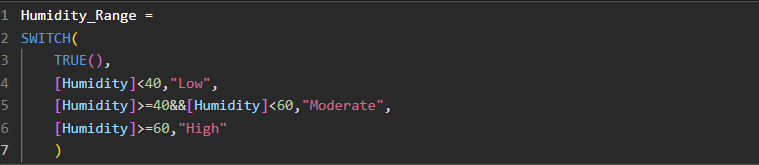 1 Humidity_Range =
2 SWITCH(
3 TRUE(),
4 [Humidity]<40,"Low",
5 [Humidity]>=40&&[Humidity]<60,"Moderate",
6 [Humidity]>=60,"High"
7 )